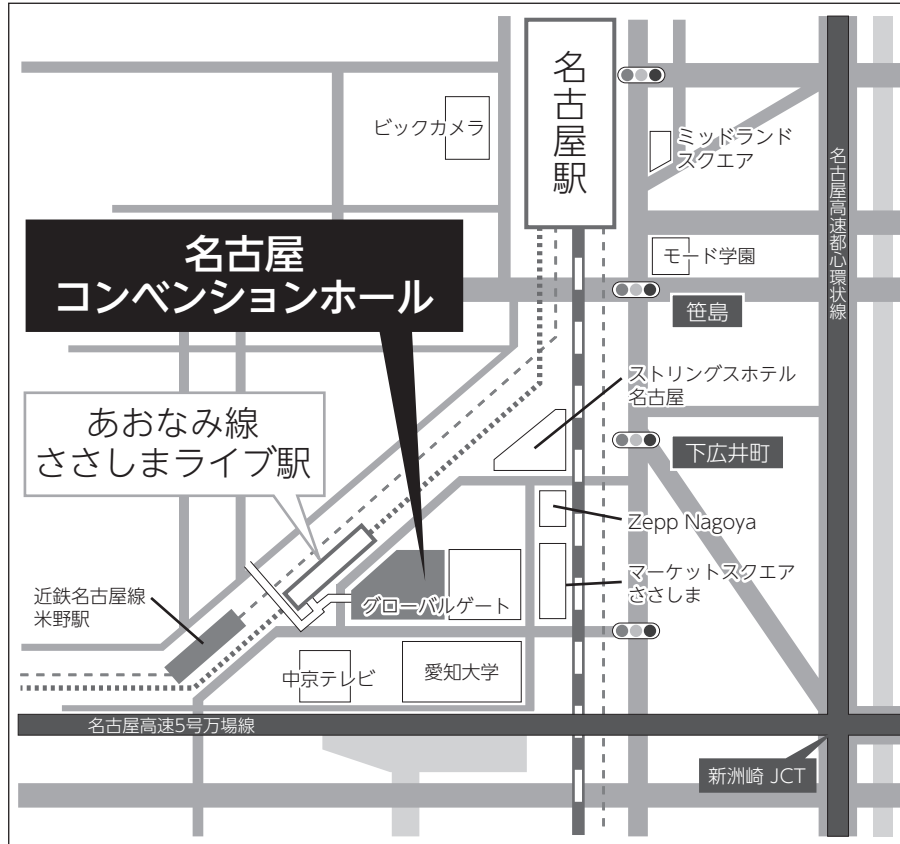 名古屋駅
ビックカメラ
ミッドランド
スクエア
名古屋高速都心環状線
名古屋
コンベンションホール
モード学園
笹島
ストリングスホテル
名古屋
あおなみ線
ささしまライブ駅
下広井町
Zepp Nagoya
マーケットスクエア
ささしま
近鉄名古屋線
米野駅
グローバルゲート
中京テレビ
愛知大学
名古屋高速5号万場線
新洲崎 JCT